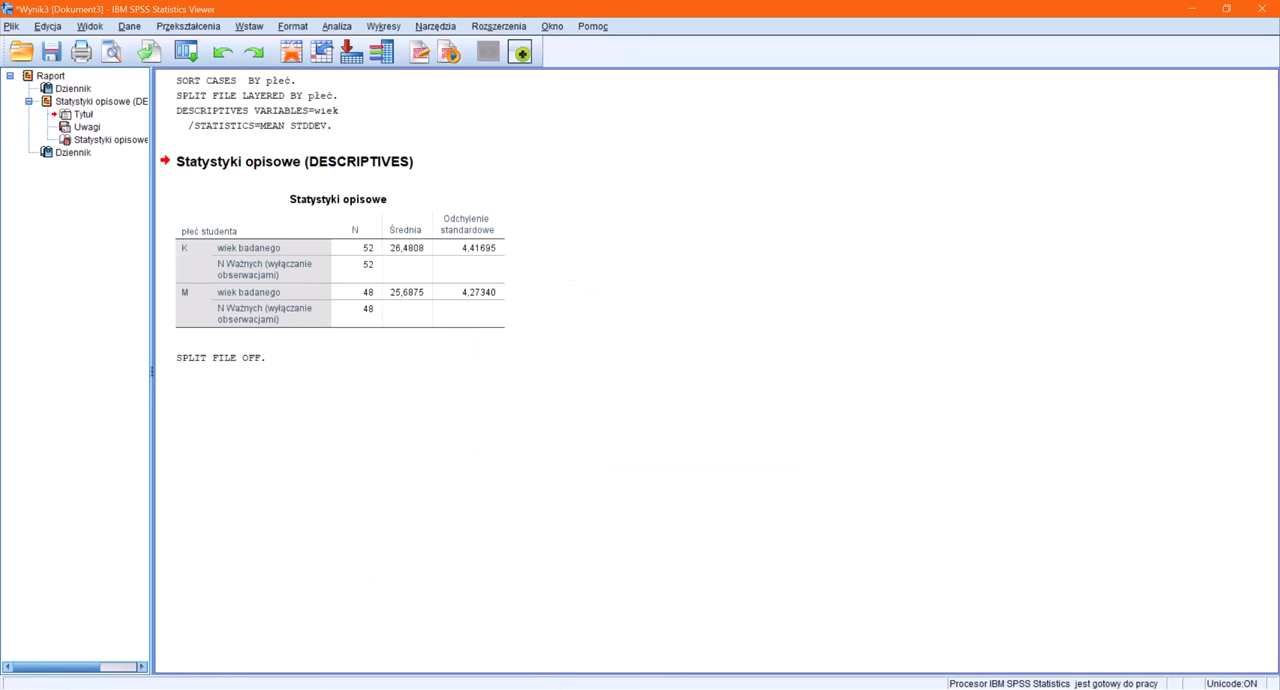 *Wynik3 [Dokument3] - IBM SPSS Statistics Viewer
Plik Edycja Widok Dane Przekształcenia Wstaw Format Analiza Wykresy Narzędzia Rozszerzenia Okno Pomoc
Raport
Dziennik
Statystyki opisowe (DE
Tytuł
Uwagi
Statystyki opisowe
Dziennik
SORT CASES BY płeć.
SPLIT FILE LAYERED BY płeć.
DESCRIPTIVES VARIABLES=wiek
/STATISTICS=MEAN STDDEV.
Statystyki opisowe (DESCRIPTIVES)
Statystyki opisowe
płeć studenta N Średnia Odchylenie
standardowe
K wiek badanego 52 26,4808 4,41695
N Ważnych (wyłączanie 52
obserwacjami)
M wiek badanego 48 25,6875 4,27340
N Ważnych (wyłączanie 48
obserwacjami)
SPLIT FILE OFF.
Procesor IBM SPSS Statistics jest gotowy do pracy Unicode:ON